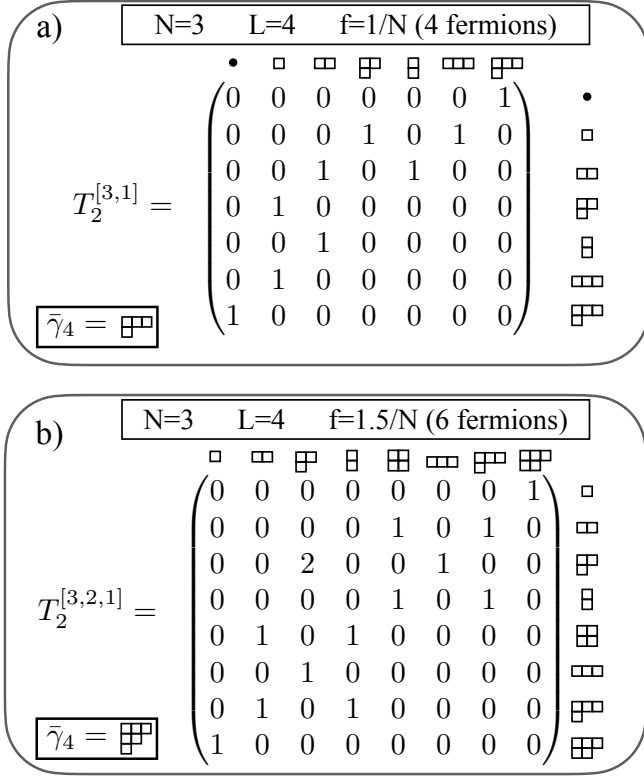 a)
N=3 L=4 f=1/N (4 fermions)
•
0 0 0 0 0 0 1 •
0 0 0 1 0 1 0
0 0 1 0 1 0 0
T_2^{[3,1]} = 0 1 0 0 0 0 0
0 0 1 0 0 0 0
0 1 0 0 0 0 0
γ̄_4 = 1 0 0 0 0 0 0
b)
N=3 L=4 f=1.5/N (6 fermions)
0 0 0 0 0 0 0 1
0 0 0 0 1 0 1 0
0 0 2 0 0 1 0 0
T_2^{[3,2,1]} = 0 0 0 0 1 0 1 0
0 1 0 1 0 0 0 0
0 0 1 0 0 0 0 0
γ̄_4 = 0 1 0 1 0 0 0 0
1 0 0 0 0 0 0 0